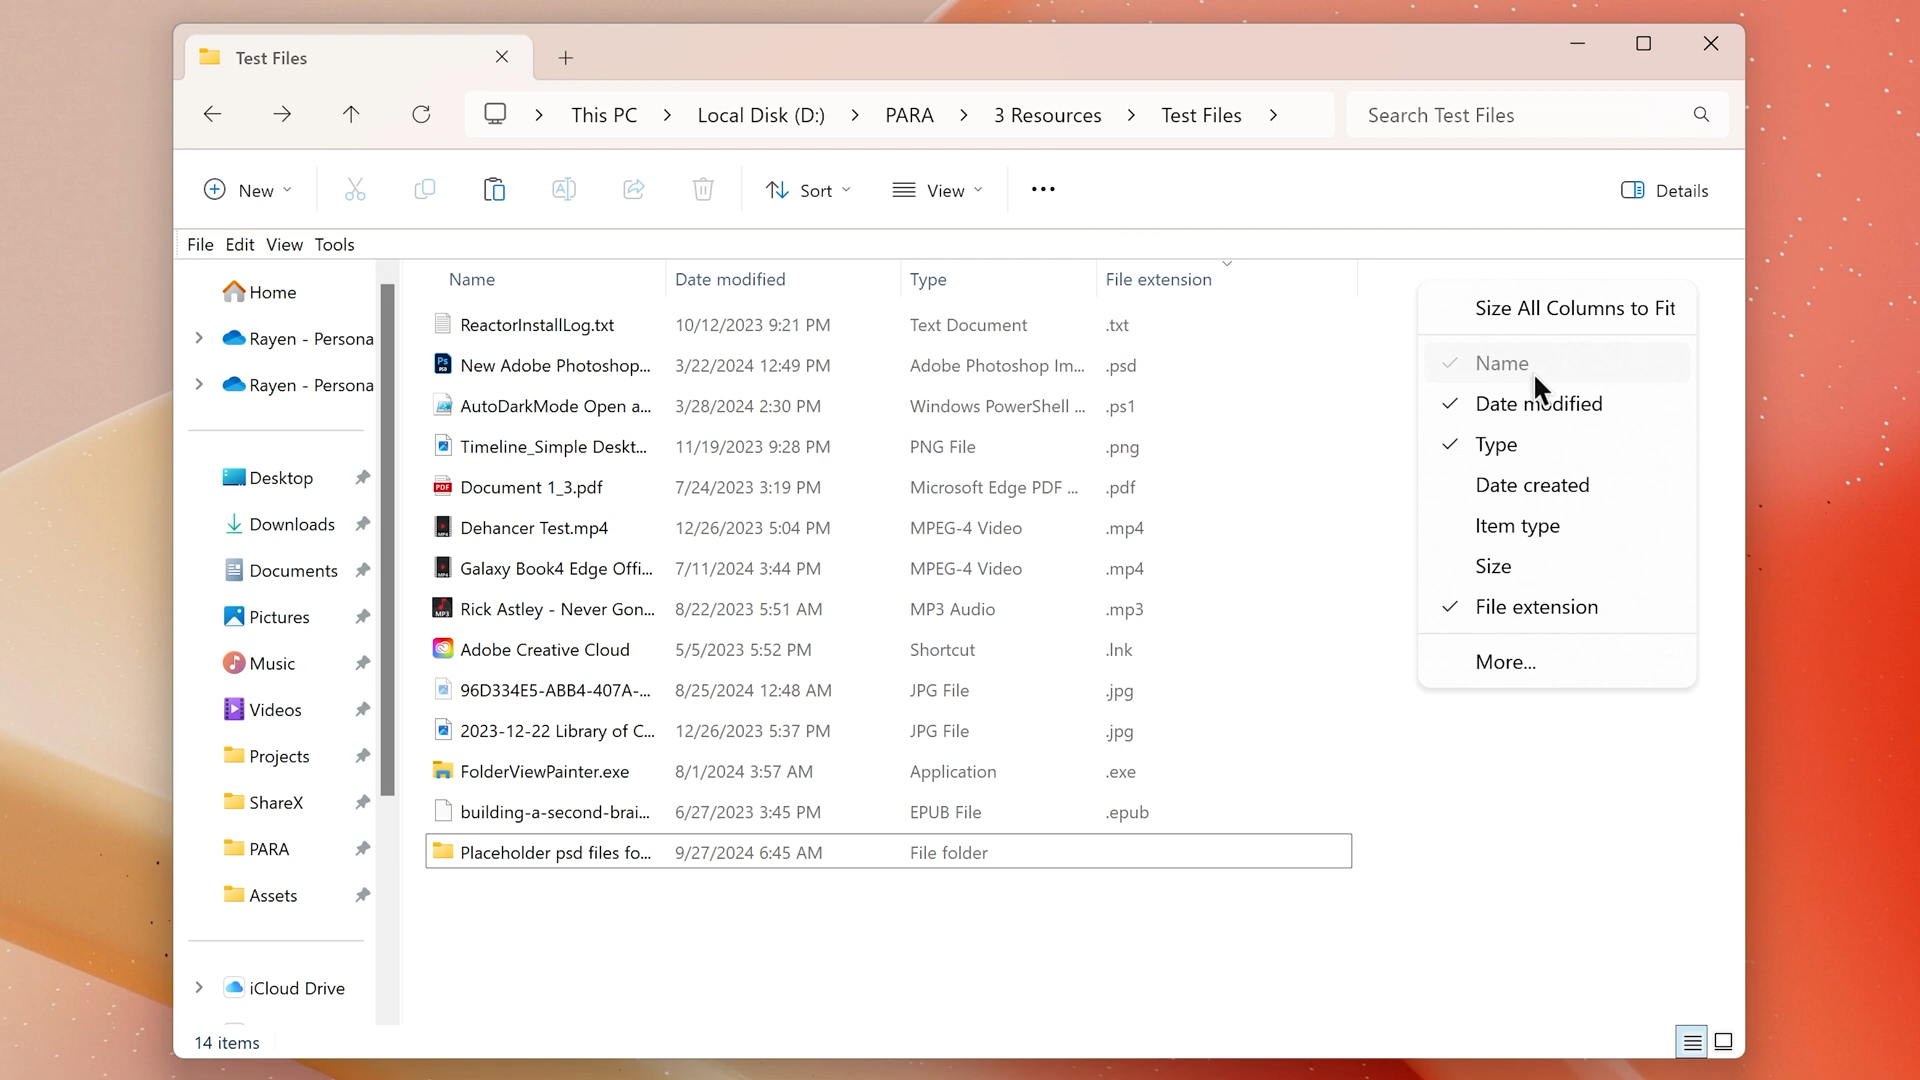 Test Files
This PC > Local Disk (D:) > PARA > 3 Resources > Test Files >
Search Test Files
New
Sort
View
Details
File Edit View Tools
Home
Rayen - Persona
Rayen - Persona
Desktop
Downloads
Documents
Pictures
Music
Videos
Projects
ShareX
PARA
Assets
iCloud Drive
Name Date modified Type File extension
ReactorInstallLog.txt 10/12/2023 9:21 PM Text Document .txt
New Adobe Photoshop... 3/22/2024 12:49 PM Adobe Photoshop Im... .psd
AutoDarkMode Open a... 3/28/2024 2:30 PM Windows PowerShell ... .ps1
Timeline_Simple Deskt... 11/19/2023 9:28 PM PNG File .png
Document 1_3.pdf 7/24/2023 3:19 PM Microsoft Edge PDF ... .pdf
Dehancer Test.mp4 12/26/2023 5:04 PM MPEG-4 Video .mp4
Galaxy Book4 Edge Offi... 7/11/2024 3:44 PM MPEG-4 Video .mp4
Rick Astley - Never Gon... 8/22/2023 5:51 AM MP3 Audio .mp3
Adobe Creative Cloud 5/5/2023 5:52 PM Shortcut .lnk
96D334E5-ABB4-407A-... 8/25/2024 12:48 AM JPG File .jpg
2023-12-22 Library of C... 12/26/2023 5:37 PM JPG File .jpg
FolderViewPainter.exe 8/1/2024 3:57 AM Application .exe
building-a-second-brai... 6/27/2023 3:45 PM EPUB File .epub
Placeholder psd files fo... 9/27/2024 6:45 AM File folder
Size All Columns to Fit
Name
Date modified
Type
Date created
Item type
Size
File extension
More...
14 items